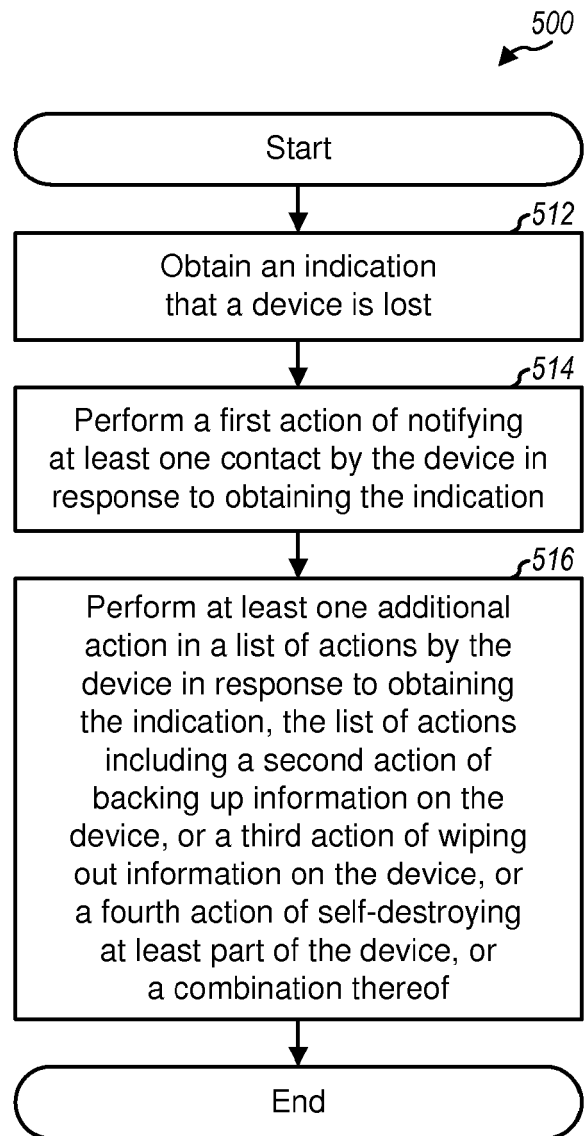 500
Start
512
Obtain an indication
that a device is lost
514
Perform a first action of notifying
at least one contact by the device in
response to obtaining the indication
516
Perform at least one additional
action in a list of actions by the
device in response to obtaining
the indication, the list of actions
including a second action of
backing up information on the
device, or a third action of wiping
out information on the device, or
a fourth action of self-destroying
at least part of the device, or
a combination thereof
End